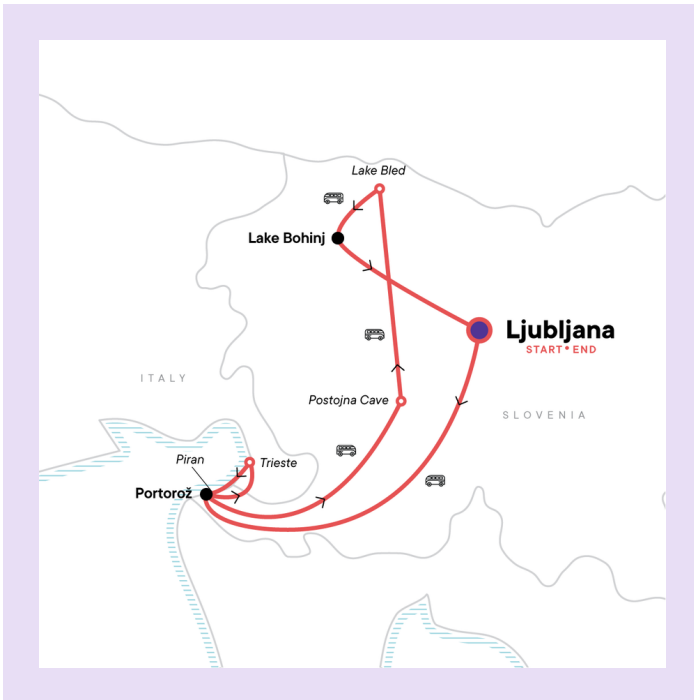 Lake Bled
Lake Bohinj
Ljubljana
START • END
ITALY
Postojna Cave
SLOVENIA
Piran
Trieste
Portorož